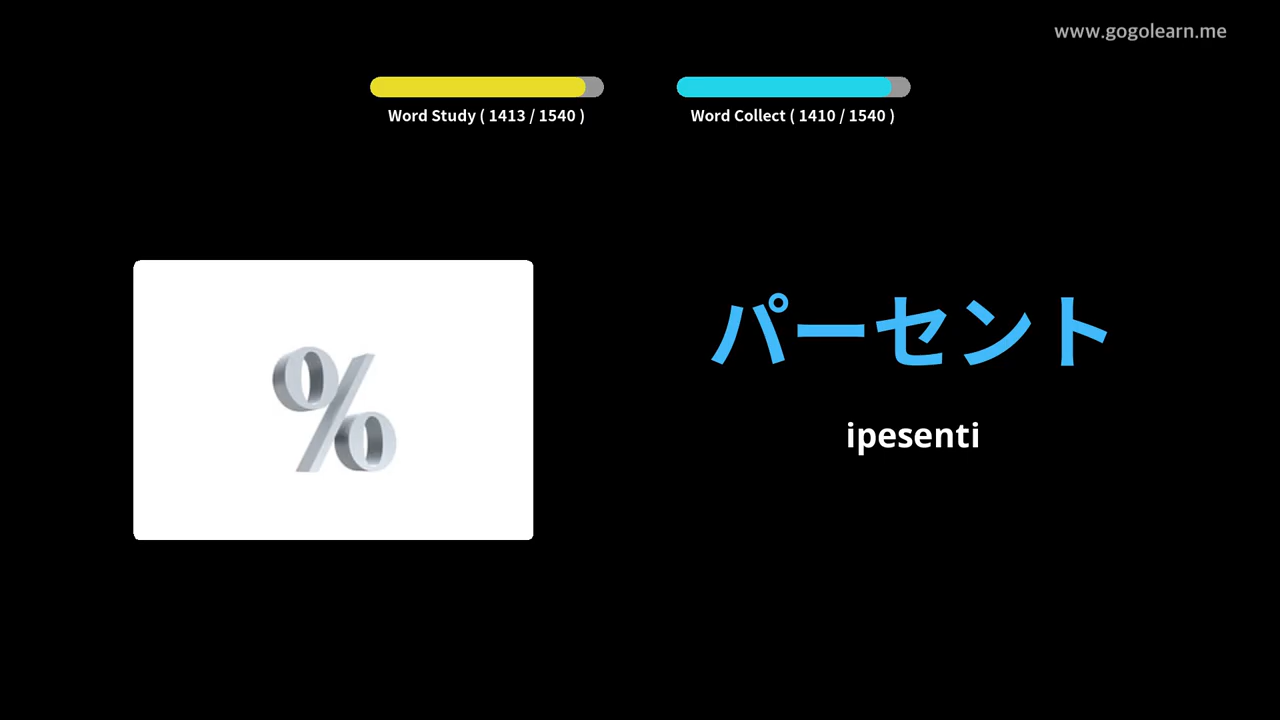 www.gogolearn.me
Word Study ( 1413 / 1540 )
Word Collect ( 1410 / 1540 )
%
パーセント
ipesenti